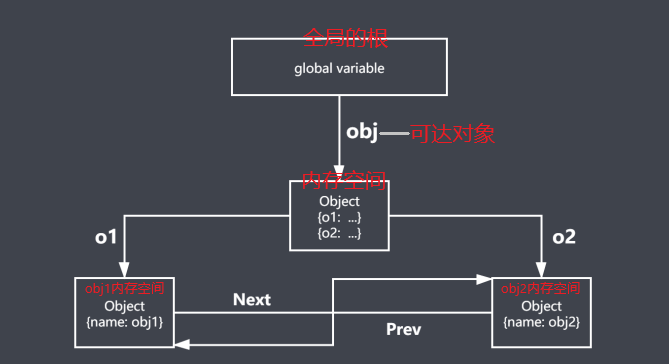 全局的根
global variable
obj
可达对象
内存空间
Object
{o1: ...}
{o2: ...}
o1
o2
obj1内存空间
Object
{name: obj1}
Next
Prev
obj2内存空间
Object
{name: obj2}